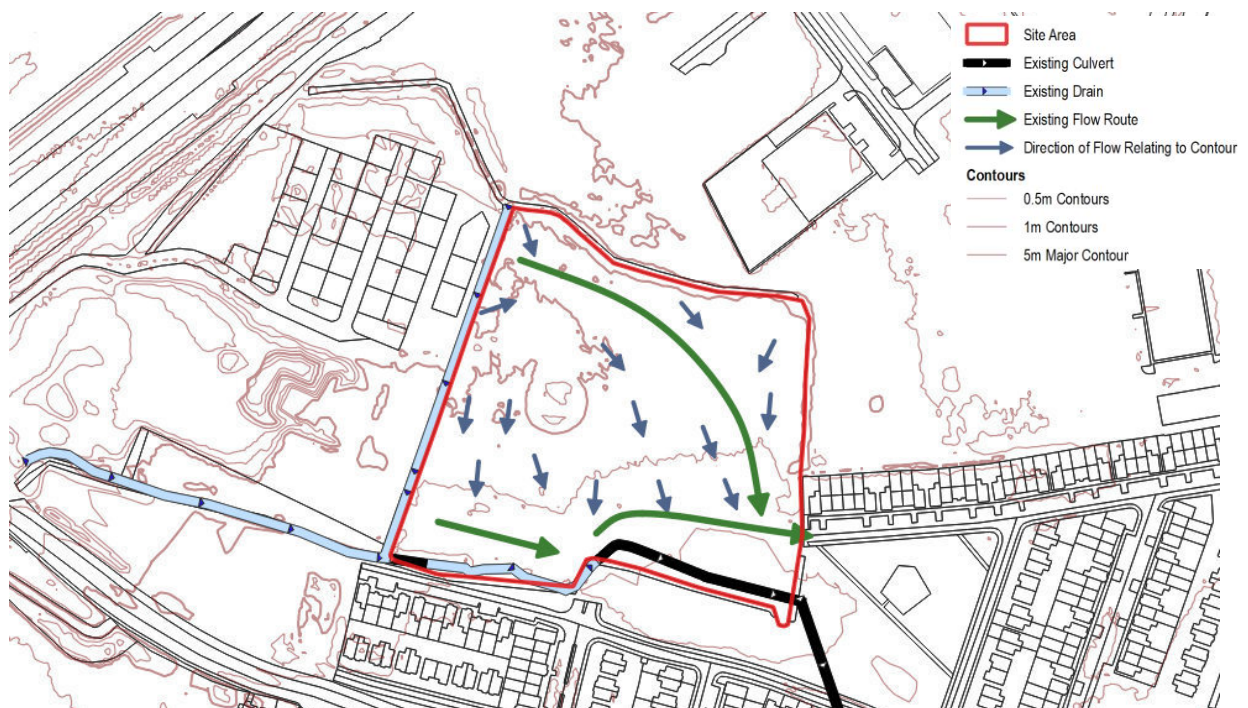 Site Area
Existing Culvert
Existing Drain
Existing Flow Route
Direction of Flow Relating to Contour
Contours
0.5m Contours
1m Contours
5m Major Contour